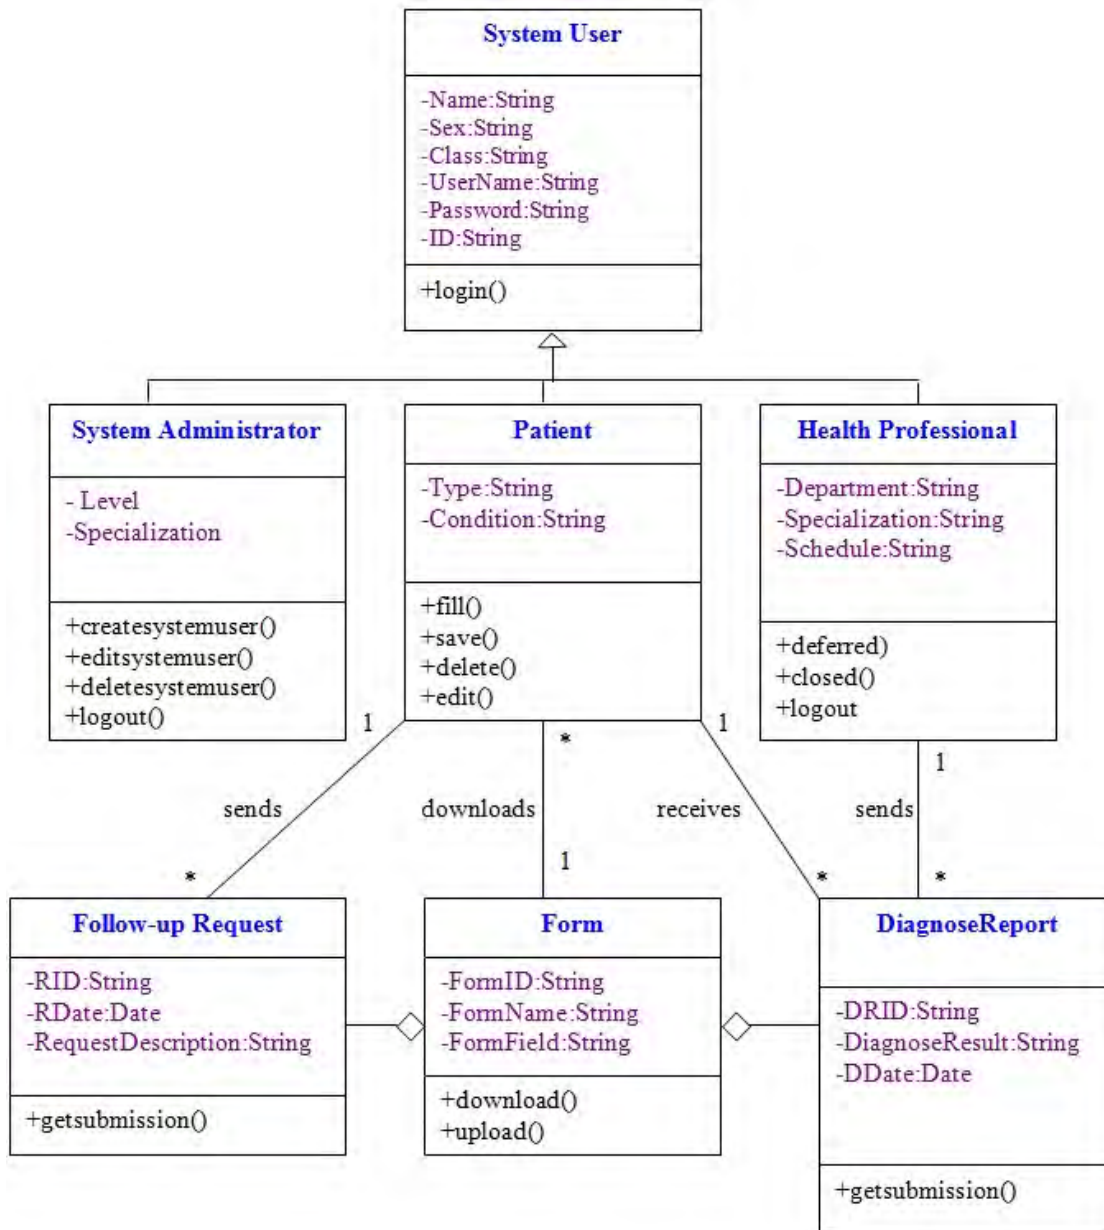 System User
-Name:String
-Sex:String
-Class:String
-UserName:String
-Password:String
-ID:String
+login()
System Administrator
- Level
-Specialization
+createsystemuser()
+editsystemuser()
+deletesystemuser()
+logout()
Patient
-Type:String
-Condition:String
+fill()
+save()
+delete()
+edit()
Health Professional
-Department:String
-Specialization:String
-Schedule:String
+deferred)
+closed()
+logout
1
*
1
1
sends
downloads
receives
sends
*
1
*
*
Follow-up Request
-RID:String
-RDate:Date
-RequestDescription:String
+getsubmission()
Form
-FormID:String
-FormName:String
-FormField:String
+download()
+upload()
DiagnoseReport
-DRID:String
-DiagnoseResult:String
-DDate:Date
+getsubmission()